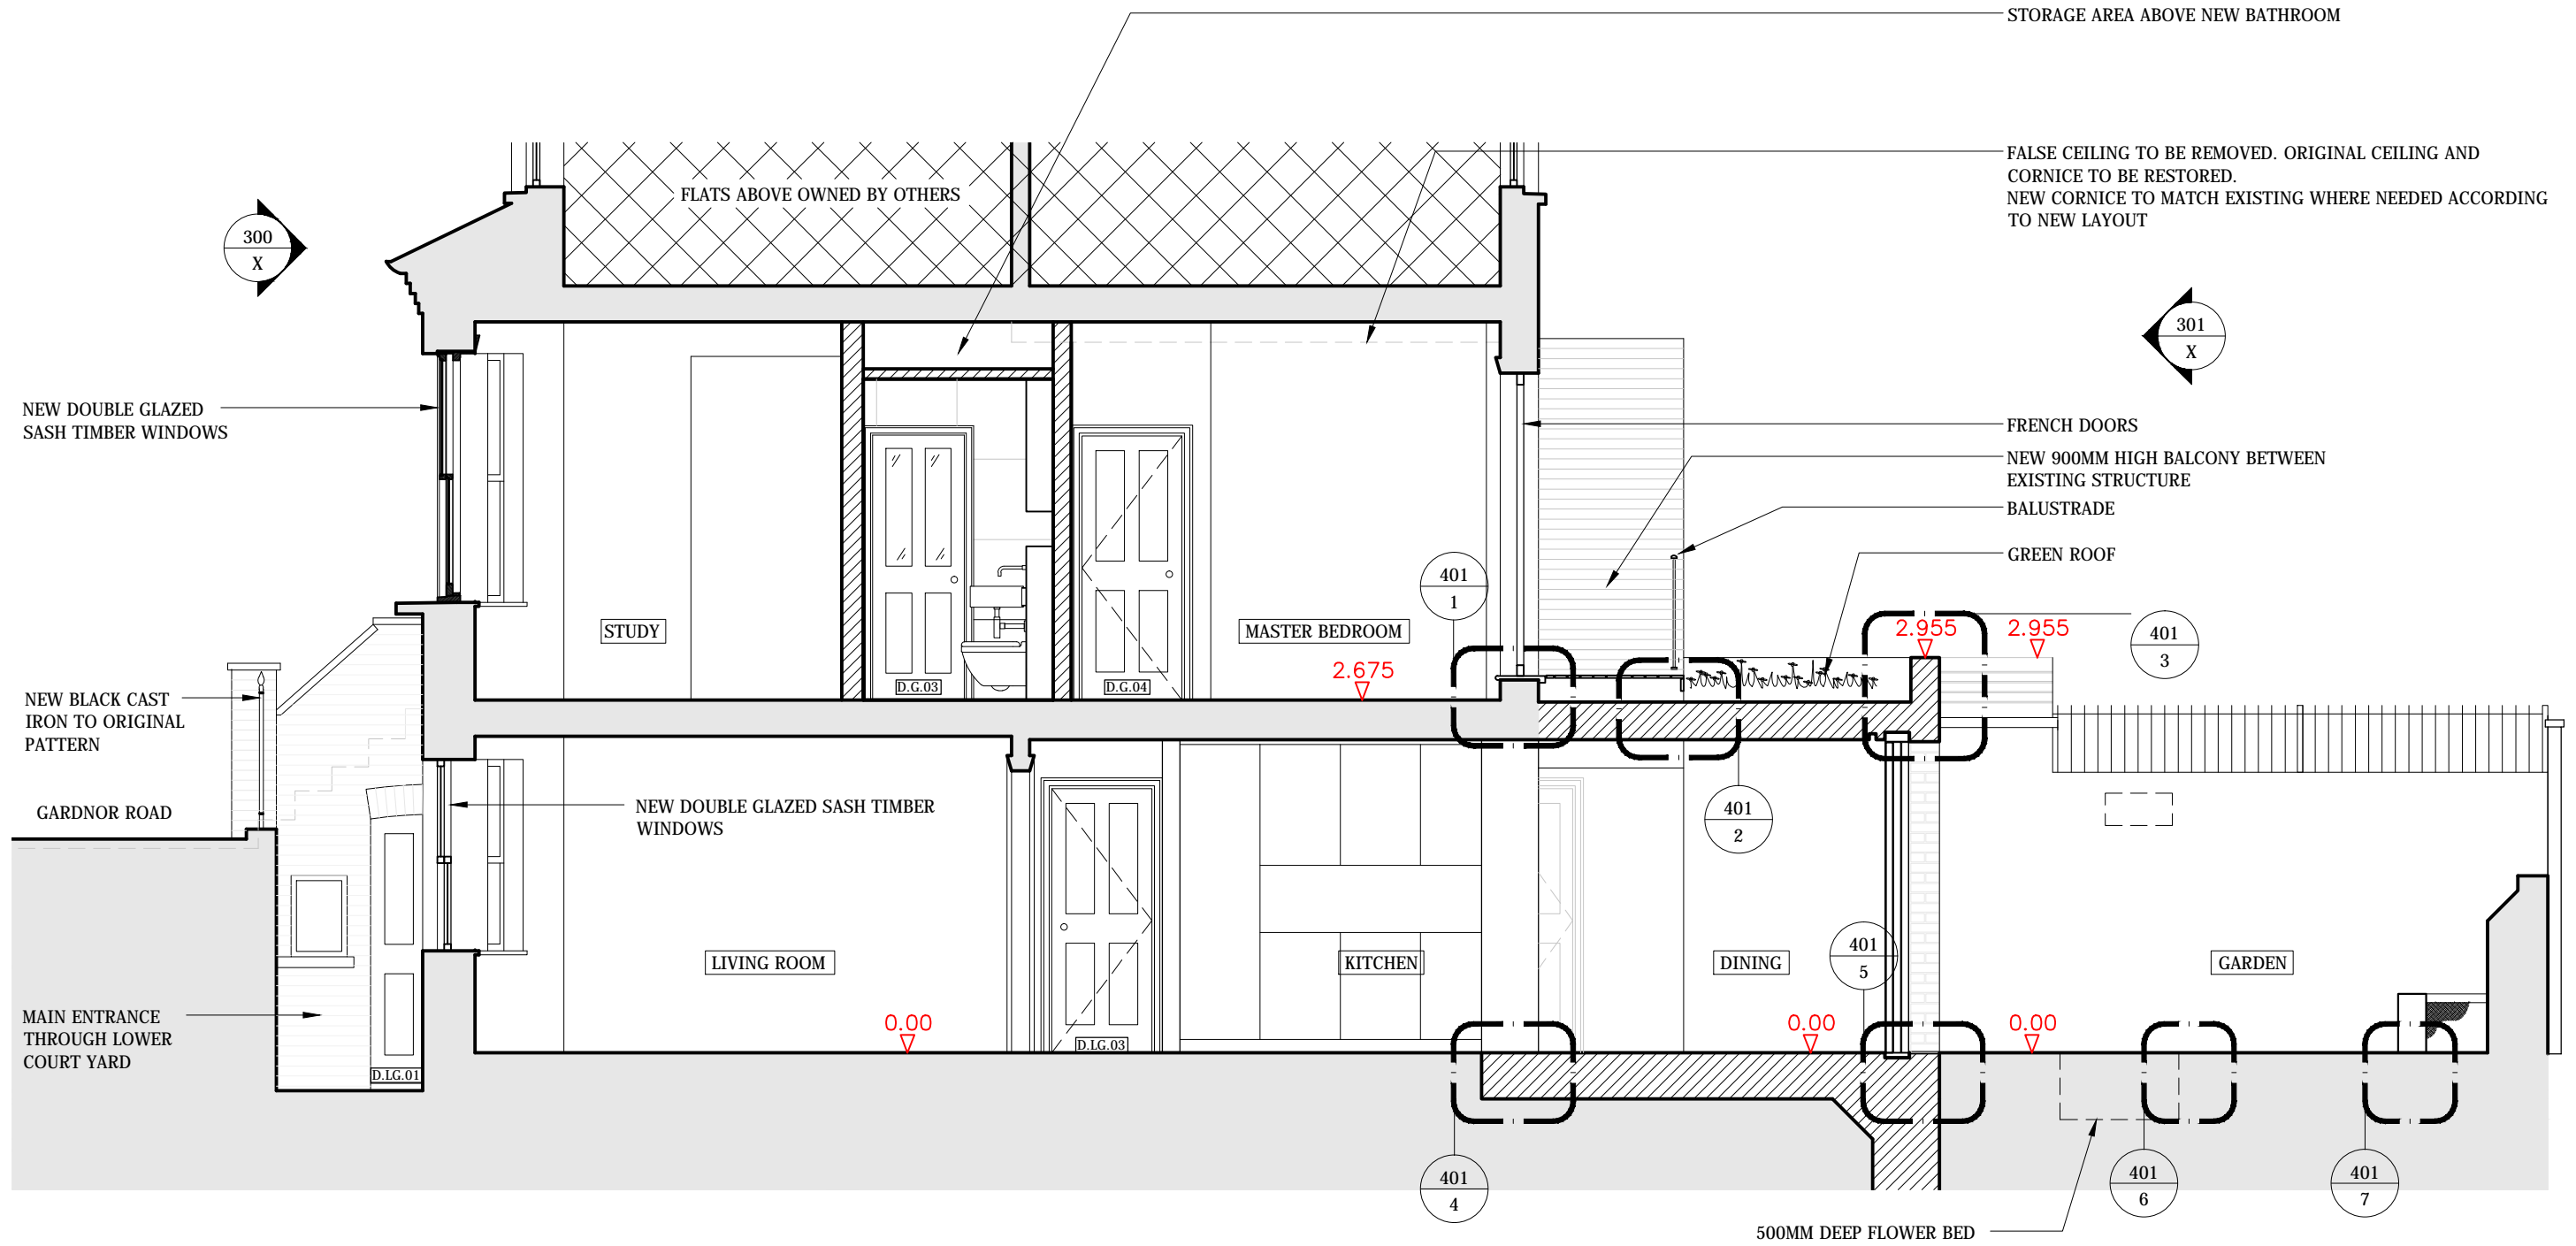 STORAGE AREA ABOVE NEW BATHROOM
FALSE CEILING TO BE REMOVED. ORIGINAL CEILING AND
CORNICE TO BE RESTORED.
NEW CORNICE TO MATCH EXISTING WHERE NEEDED ACCORDING
TO NEW LAYOUT
FLATS ABOVE OWNED BY OTHERS
300
X
301
X
NEW DOUBLE GLAZED
SASH TIMBER WINDOWS
FRENCH DOORS
NEW 900MM HIGH BALCONY BETWEEN
EXISTING STRUCTURE
BALUSTRADE
GREEN ROOF
401
1
STUDY
MASTER BEDROOM
2.955
2.955
401
3
2.675
D.G.03
D.G.04
NEW BLACK CAST
IRON TO ORIGINAL
PATTERN
GARDNOR ROAD
NEW DOUBLE GLAZED SASH TIMBER
WINDOWS
401
2
LIVING ROOM
KITCHEN
DINING
401
5
GARDEN
MAIN ENTRANCE
THROUGH LOWER
COURT YARD
0.00
0.00
0.00
D.LG.03
D.LG.01
401
4
401
6
401
7
500MM DEEP FLOWER BED